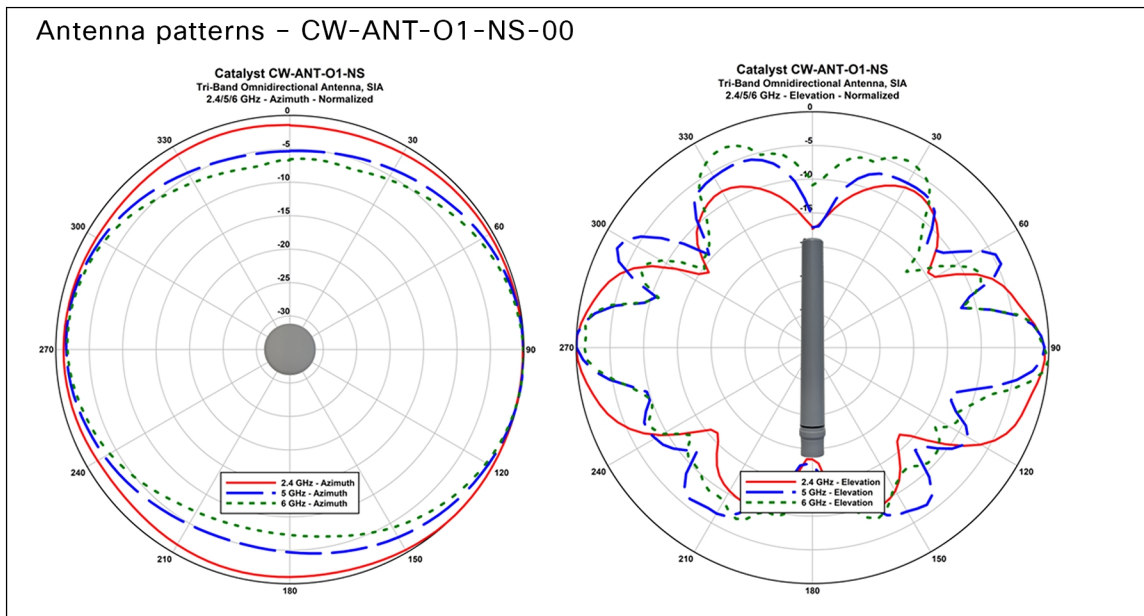 Antenna patterns – CW-ANT-O1-NS-00
Catalyst CW-ANT-O1-NS
Tri-Band Omnidirectional Antenna, SIA
2.4/5/6 GHz - Azimuth - Normalized
0
330
30
-5
-10
300
-15
60
-20
-25
-30
270
90
240
120
2.4 GHz - Azimuth
5 GHz - Azimuth
6 GHz - Azimuth
210
150
180
Catalyst CW-ANT-O1-NS
Tri-Band Omnidirectional Antenna, SIA
2.4/5/6 GHz - Elevation - Normalized
0
330
30
-5
-10
300
-15
60
270
90
240
120
2.4 GHz - Elevation
5 GHz - Elevation
6 GHz - Elevation
210
150
180